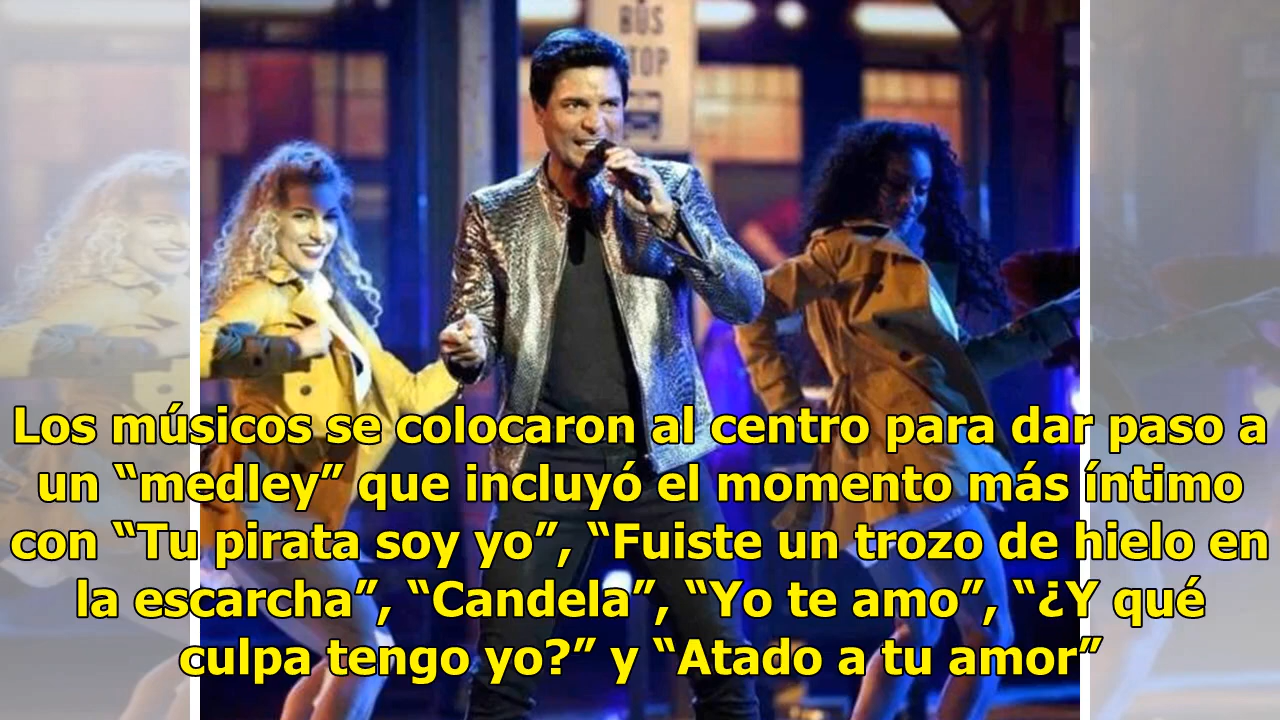 BUS
STOP
Los músicos se colocaron al centro para dar paso a
un “medley” que incluyó el momento más íntimo
con “Tu pirata soy yo”, “Fuiste un trozo de hielo en
la escarcha”, “Candela”, “Yo te amo”, “¿Y qué
culpa tengo yo?” y “Atado a tu amor”